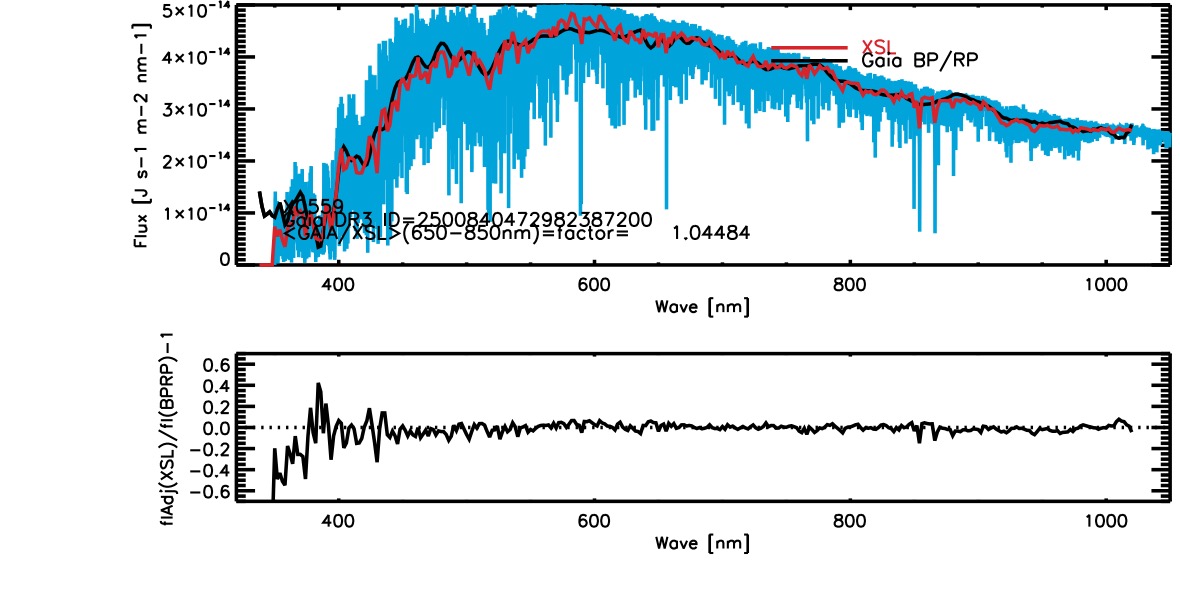 5×10⁻¹⁴
4×10⁻¹⁴
3×10⁻¹⁴
2×10⁻¹⁴
1×10⁻¹⁴
0
Flux [J s−1 m−2 nm−1]
XSL
Gaia BP/RP
X0559
Gaia DR3 ID=2500840472982387200
<GAIA/XSL>(650−850nm)=factor= 1.04484
400 600 800 1000
Wave [nm]
0.6
0.4
0.2
0.0
−0.2
−0.4
−0.6
flAdj(XSL)/fl(BPRP)−1
400 600 800 1000
Wave [nm]